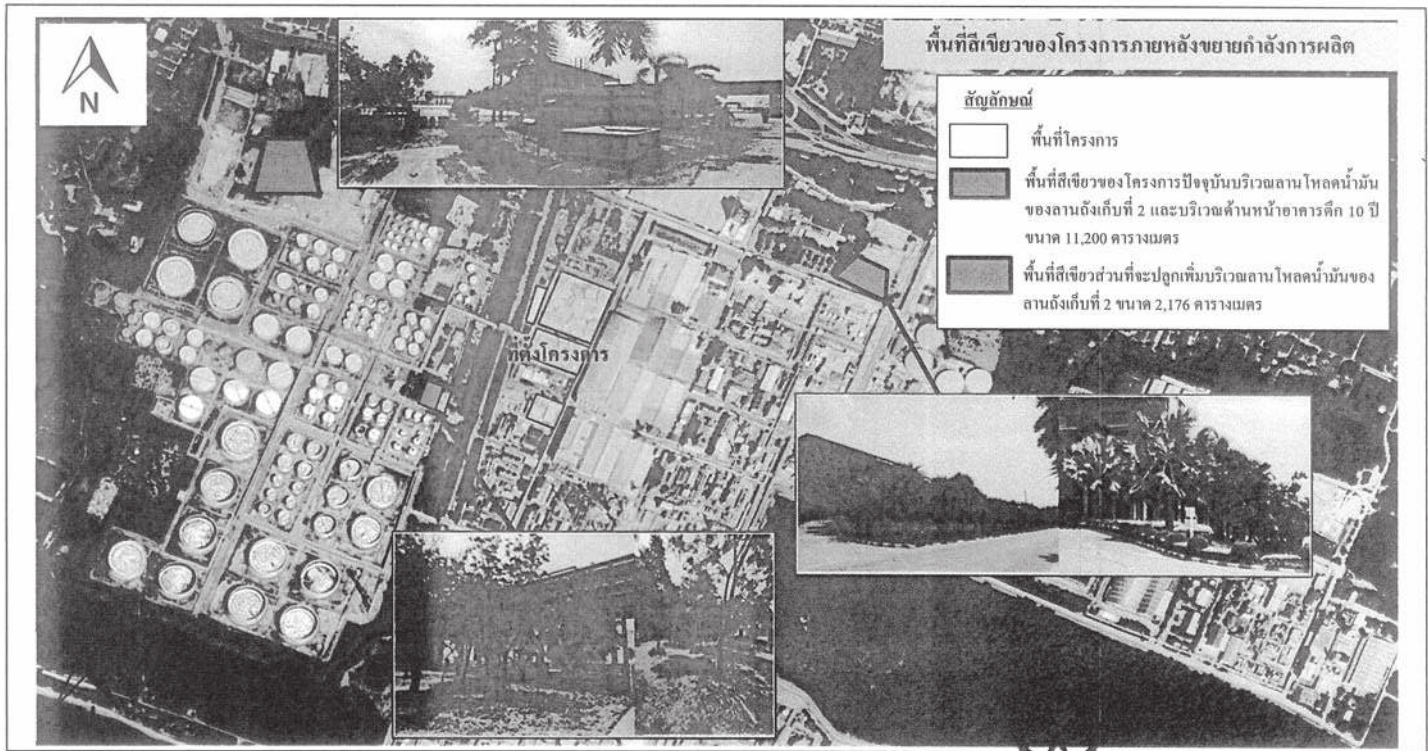 N
พื้นที่สีเขียวของโครงการภายหลังขยายกำลังการผลิต
สัญลักษณ์
พื้นที่โครงการ
พื้นที่สีเขียวของโครงการปัจจุบันบริเวณลานโหลดน้ำมัน
ของลานถังเก็บที่ 2 และบริเวณด้านหน้าอาคารตึก 10 ปี
ขนาด 11,200 ตารางเมตร
พื้นที่สีเขียวส่วนที่จะปลูกเพิ่มบริเวณลานโหลดน้ำมันของ
ลานถังเก็บที่ 2 ขนาด 2,176 ตารางเมตร
ที่ตั้งโครงการ